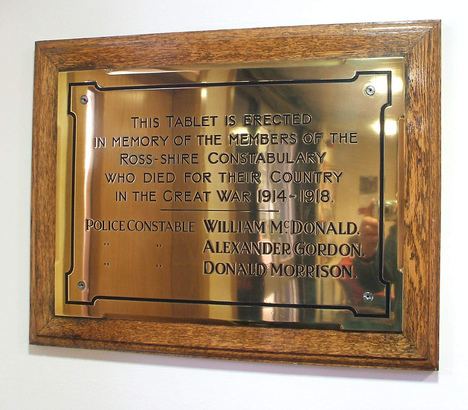 THIS TABLET IS ERECTED
IN MEMORY OF THE MEMBERS OF THE
ROSS-SHIRE CONSTABULARY
WHO DIED FOR THEIR COUNTRY
IN THE GREAT WAR 1914-1918.
POLICE CONSTABLE WILLIAM McDONALD.
" " ALEXANDER GORDON.
" " DONALD MORRISON.